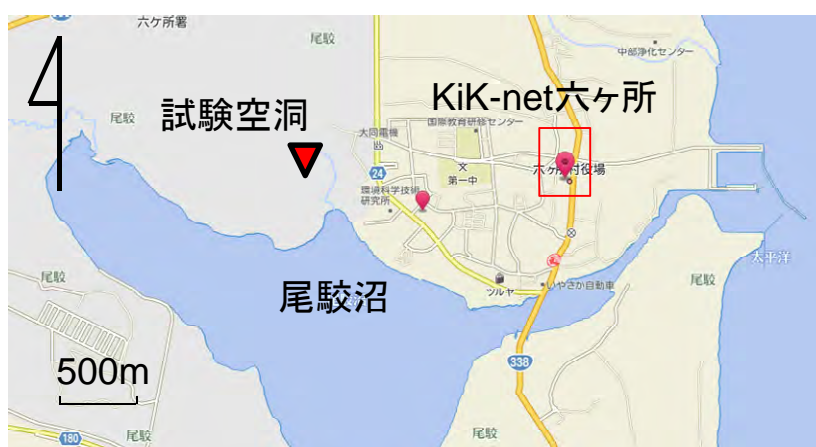 六ケ所署
尾駮
中部浄化センター
KiK-net六ヶ所
試験空洞
国際教育研修センター
尾駮
大同電機
24
第一中
六ケ所村役場
環境科学技術
研究所
太平洋
尾駮
尾駮
ツルヤ
いやさか自動車
尾駮沼
338
500m
180
尾駮
尾駮